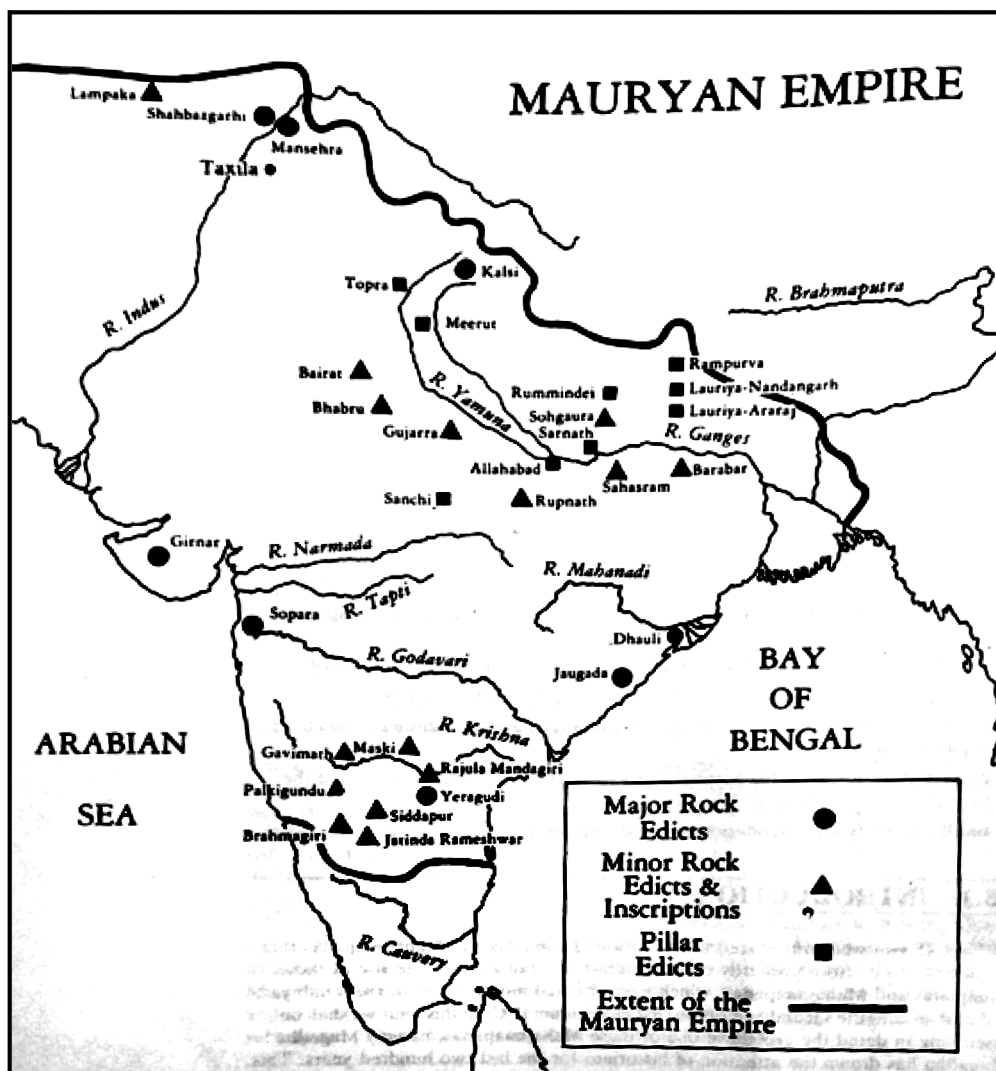 MAURYAN EMPIRE
Lampaka
Shahbazgarhi
Mansehra
Taxila
Kalsi
Topra
R. Indus
R. Brahmaputra
Meerut
Rampurva
Bairat
Rummindei
Lauriya-Nandangarh
Bhabru
R. Yamuna
Sohgaura
Lauriya-Araraj
Gujarra
Sarnath
R. Ganges
Allahabad
Sahasram
Barabar
Sanchi
Rupnath
Girnar
R. Narmada
R. Mahanadi
R. Tapti
Sopara
Dhauli
R. Godavari
Jaugada
BAY
OF
BENGAL
R. Krishna
ARABIAN
SEA
Gavimath
Maski
Rajula Mandagiri
Palkigundu
Yeragudi
Siddapur
Brahmagiri
Jatinda Rameshwar
R. Cauvery
Major Rock
Edicts
Minor Rock
Edicts &
Inscriptions
Pillar
Edicts
Extent of the
Mauryan Empire